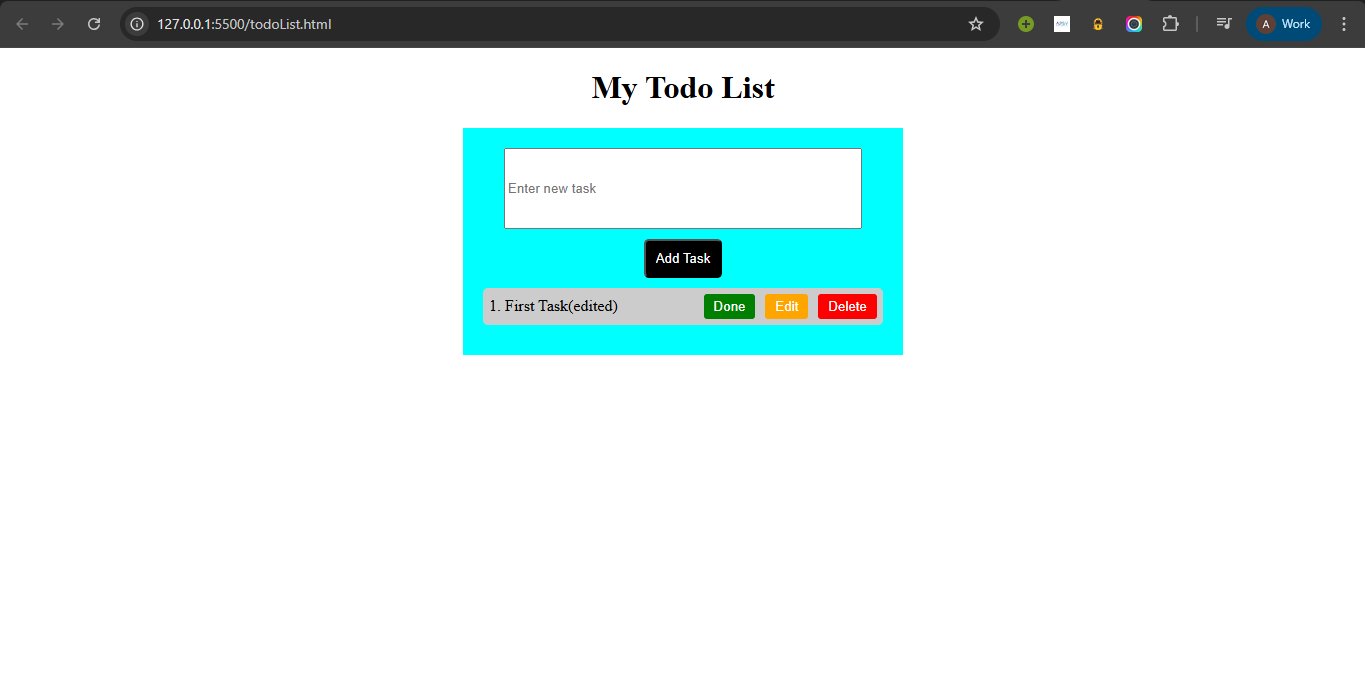 127.0.0.1:5500/todoList.html
A Work
My Todo List
Enter new task
Add Task
1. First Task(edited) Done Edit Delete